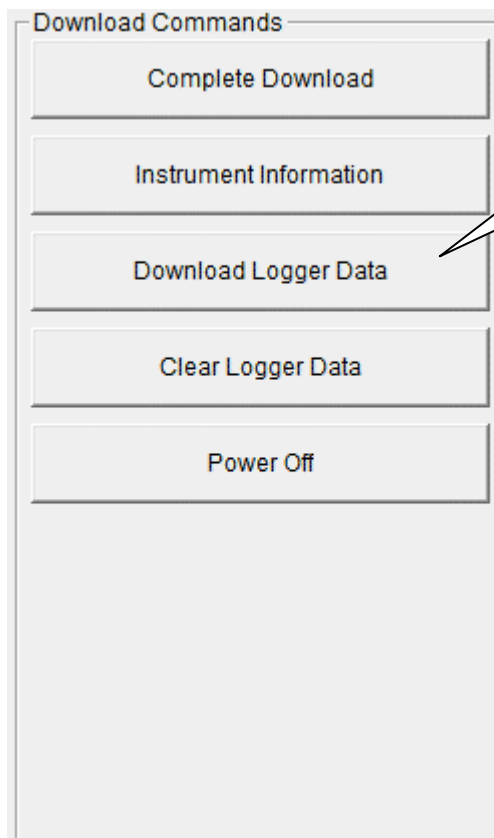 Download Commands
Complete Download
Instrument Information
Download Logger Data
Clear Logger Data
Power Off